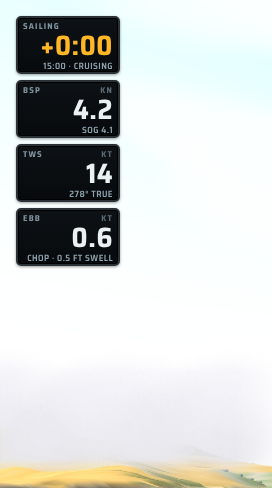 SAILING
+0:00
15:00 · CRUISING
BSP KN
4.2
SOG 4.1
TWS KT
14
278° TRUE
EBB KT
0.6
CHOP · 0.5 FT SWELL